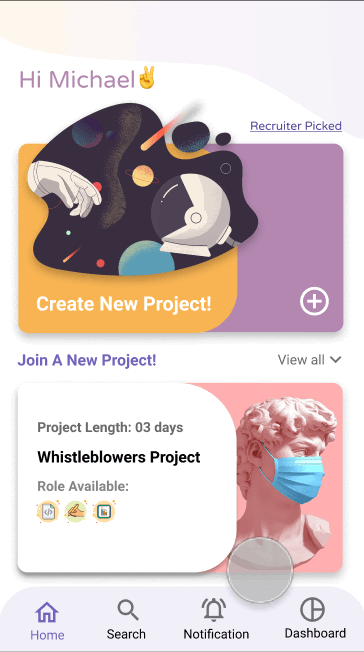 Hi Michael✌️
Recruiter Picked
Create New Project!
Join A New Project!
View all
Project Length: 03 days
Whistleblowers Project
Role Available:
Home
Search
Notification
Dashboard